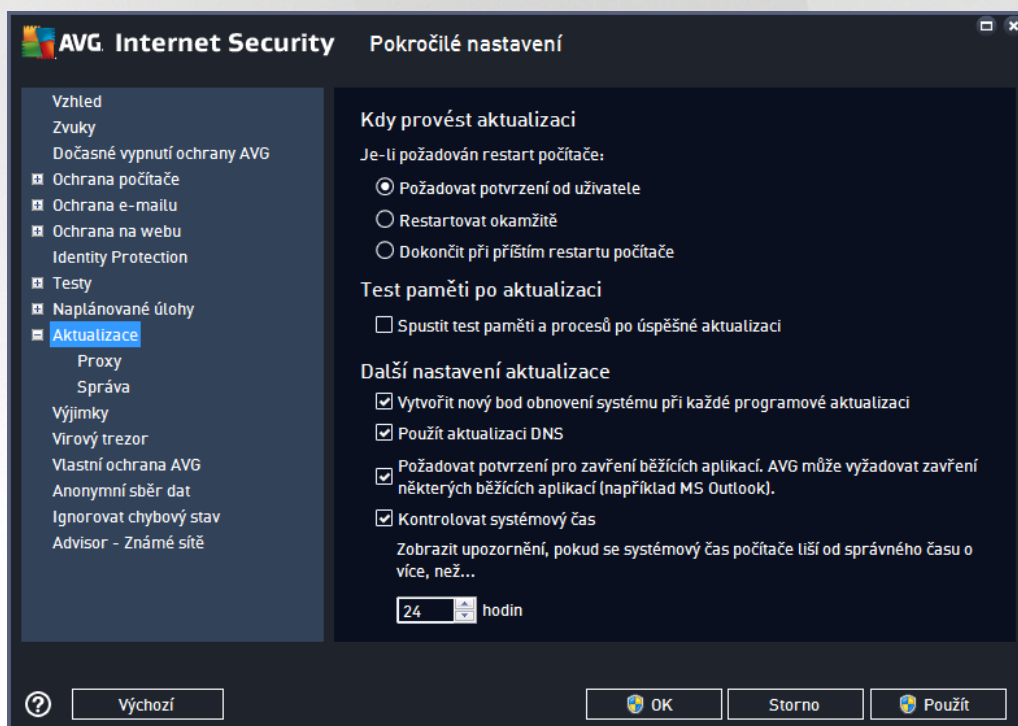 AVG. Internet Security
Pokročilé nastavení
Vzhled
Zvuky
Dočasné vypnutí ochrany AVG
Ochrana počítače
Ochrana e-mailu
Ochrana na webu
Identity Protection
Testy
Naplánované úlohy
Aktualizace
Proxy
Správa
Výjimky
Virový trezor
Vlastní ochrana AVG
Anonymní sběr dat
Ignorovat chybový stav
Advisor - Známé sítě
Kdy provést aktualizaci
Je-li požadován restart počítače:
Požadovat potvrzení od uživatele
Restartovat okamžitě
Dokončit při příštím restartu počítače
Test paměti po aktualizaci
Spustit test paměti a procesů po úspěšné aktualizaci
Další nastavení aktualizace
Vytvořit nový bod obnovení systému při každé programové aktualizaci
Použít aktualizaci DNS
Požadovat potvrzení pro zavření běžících aplikací. AVG může vyžadovat zavření
některých běžících aplikací (například MS Outlook).
Kontrolovat systémový čas
Zobrazit upozornění, pokud se systémový čas počítače liší od správného času o
více, než...
24 hodin
? Výchozí
OK
Storno
Použít